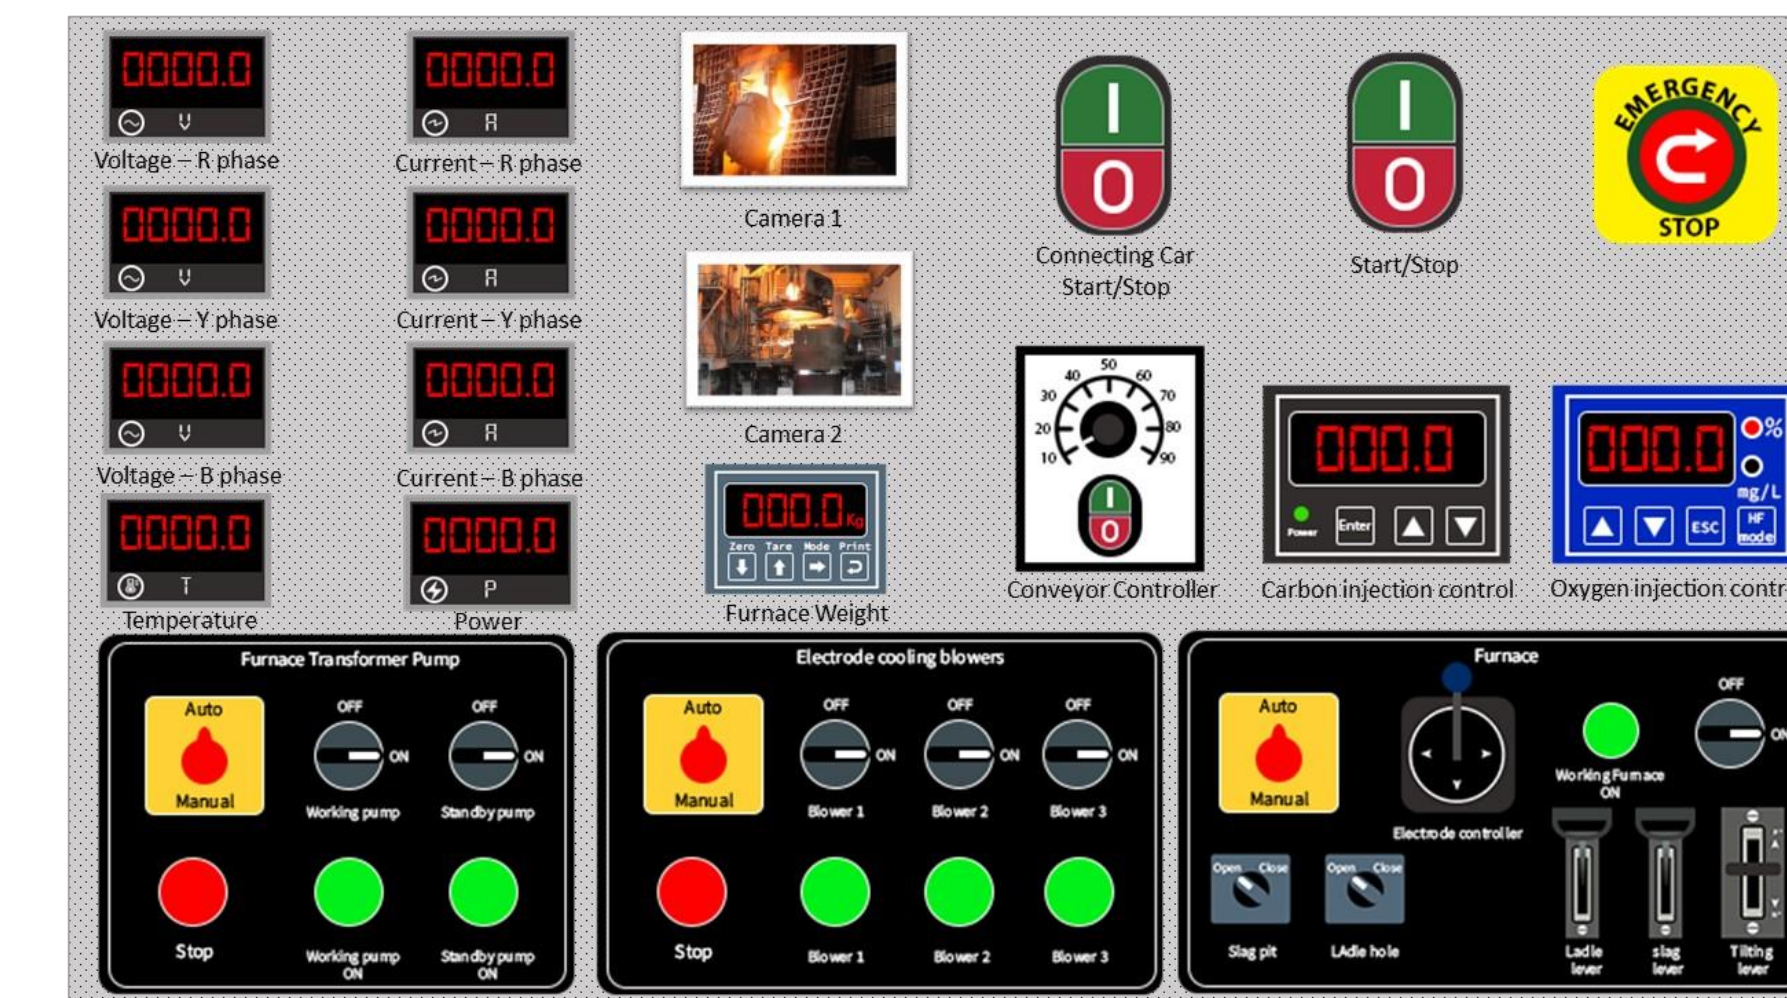 0000.0
V
Voltage – R phase
0000.0
A
Current – R phase
Camera 1
I
O
Connecting Car
Start/Stop
I
O
Start/Stop
EMERGENCY
STOP
0000.0
V
Voltage – Y phase
0000.0
A
Current – Y phase
Camera 2
0000.0
V
Voltage – B phase
0000.0
A
Current – B phase
0000.0
T
Temperature
0000.0
P
Power
000.0 Kg
Zero Tare Mode Print
Furnace Weight
10 20 30 40 50 60 70 80 90
I
O
Conveyor Controller
000.0
Power
Enter
Carbon injection control
000.0
%
mg/L
ESC
HF
mode
Oxygen injection contr
Furnace Transformer Pump
Auto
Manual
OFF
ON
Working pump
OFF
ON
Standby pump
Stop
Working pump
ON
Standby pump
ON
Electrode cooling blowers
Auto
Manual
OFF
ON
Blower 1
OFF
ON
Blower 2
OFF
ON
Blower 3
Stop
Blower 1
Blower 2
Blower 3
Furnace
Auto
Manual
Electrode controller
Working Furnace
ON
OFF
ON
Open Close
Slag pit
Open Close
LAdle hole
Ladle
lever
slag
lever
Tilting
lever